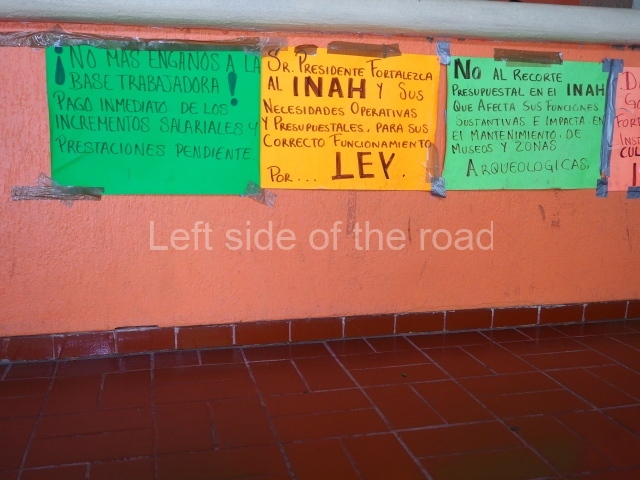 ¡NO MAS ENGAÑOS A LA
BASE TRABAJADORA!
PAGO INMEDIATO DE LOS
INCREMENTOS SALARIALES Y
PRESTACIONES PENDIENTE
SR. PRESIDENTE FORTALEZCA
AL INAH Y SUS
NECESIDADES OPERATIVAS
Y PRESUPUESTALES, PARA SUS
CORRECTO FUNCIONAMIENTO
POR... LEY.
NO AL RECORTE
PRESUPUESTAL EN EL INAH
QUE AFECTA SUS FUNCIONES
SUSTANTIVAS E IMPACTA EN
EL MANTENIMIENTO DE
MUSEOS Y ZONAS
ARQUEOLOGICAS.
Left side of the road